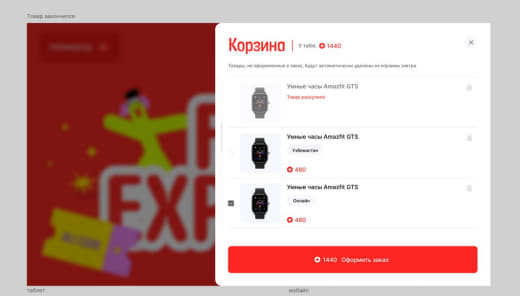 Товар закончился
Корзина
У тебя: 1440
Товары, не оформленные в заказ, будут автоматически удалены из корзины завтра
Умные часы Amazfit GTS
Товар раскуплен
Умные часы Amazfit GTS
Узбекистан
480
Умные часы Amazfit GTS
Онлайн
480
1440 Оформить заказ
EXP
таблет
мобайл